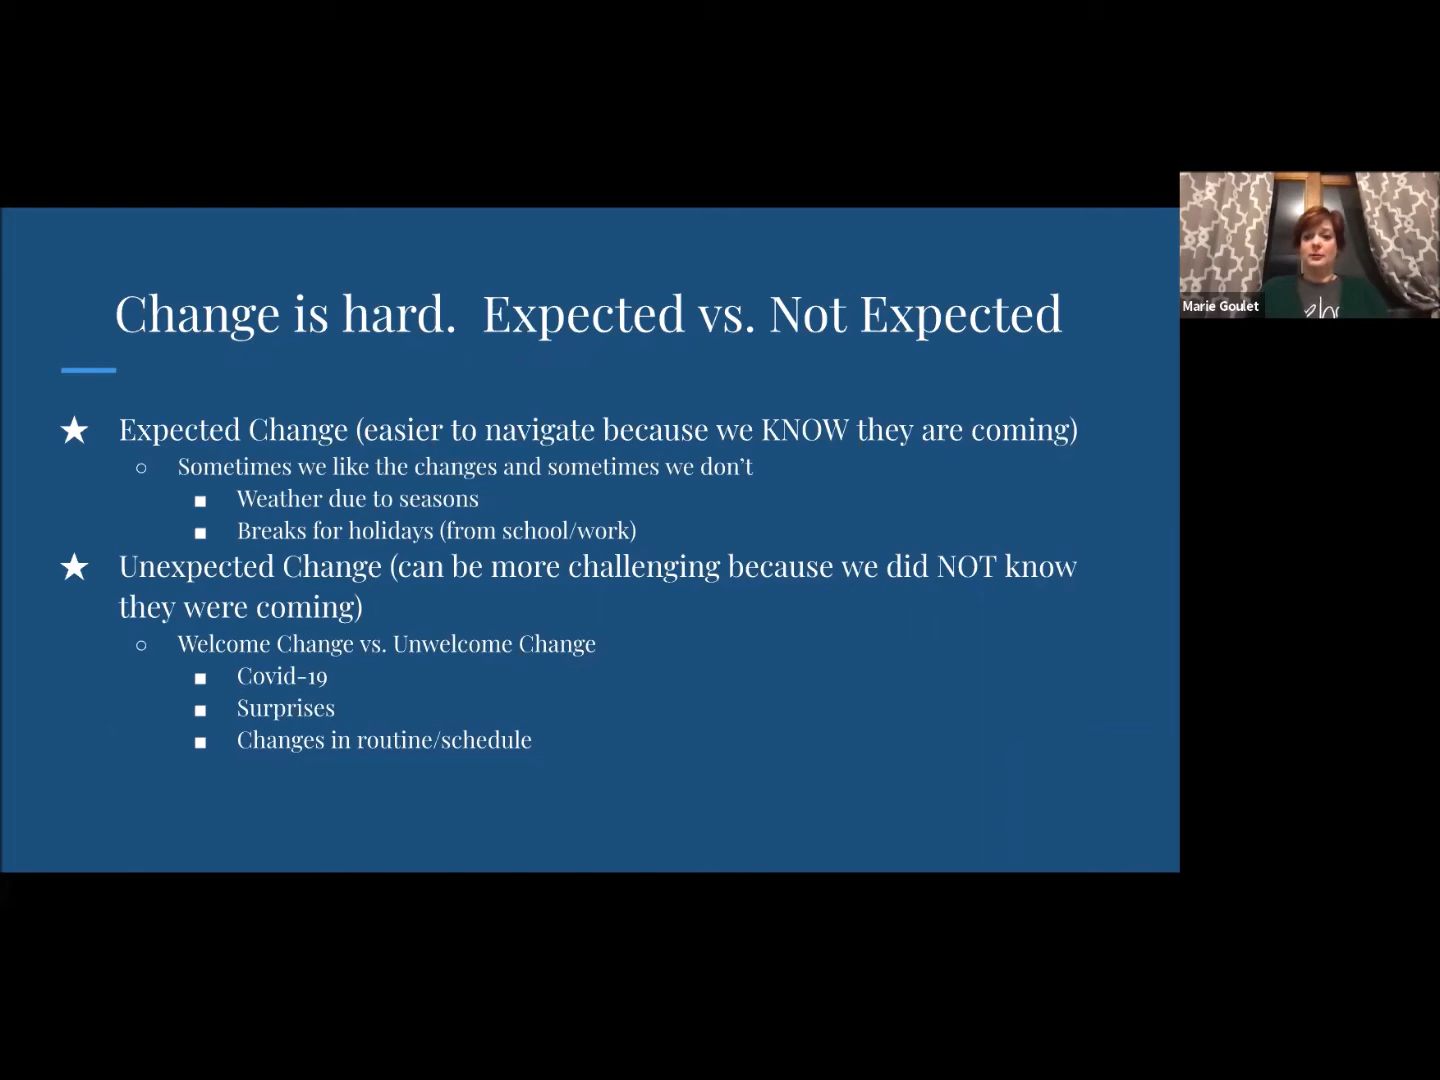 Change is hard.  Expected vs. Not Expected
★ Expected Change (easier to navigate because we KNOW they are coming)
○ Sometimes we like the changes and sometimes we don’t
■ Weather due to seasons
■ Breaks for holidays (from school/work)
★ Unexpected Change (can be more challenging because we did NOT know
they were coming)
○ Welcome Change vs. Unwelcome Change
■ Covid-19
■ Surprises
■ Changes in routine/schedule
Marie Goulet